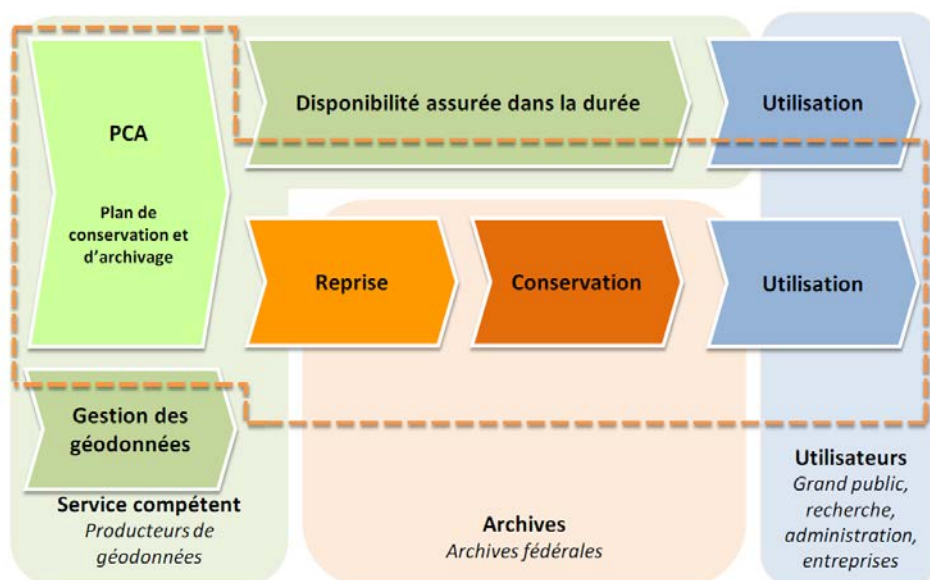 PCA
Plan de
conservation et
d'archivage
Disponibilité assurée dans la durée
Utilisation
Reprise
Conservation
Utilisation
Gestion des
géodonnées
Service compétent
Producteurs de
géodonnées
Archives
Archives fédérales
Utilisateurs
Grand public,
recherche,
administration,
entreprises